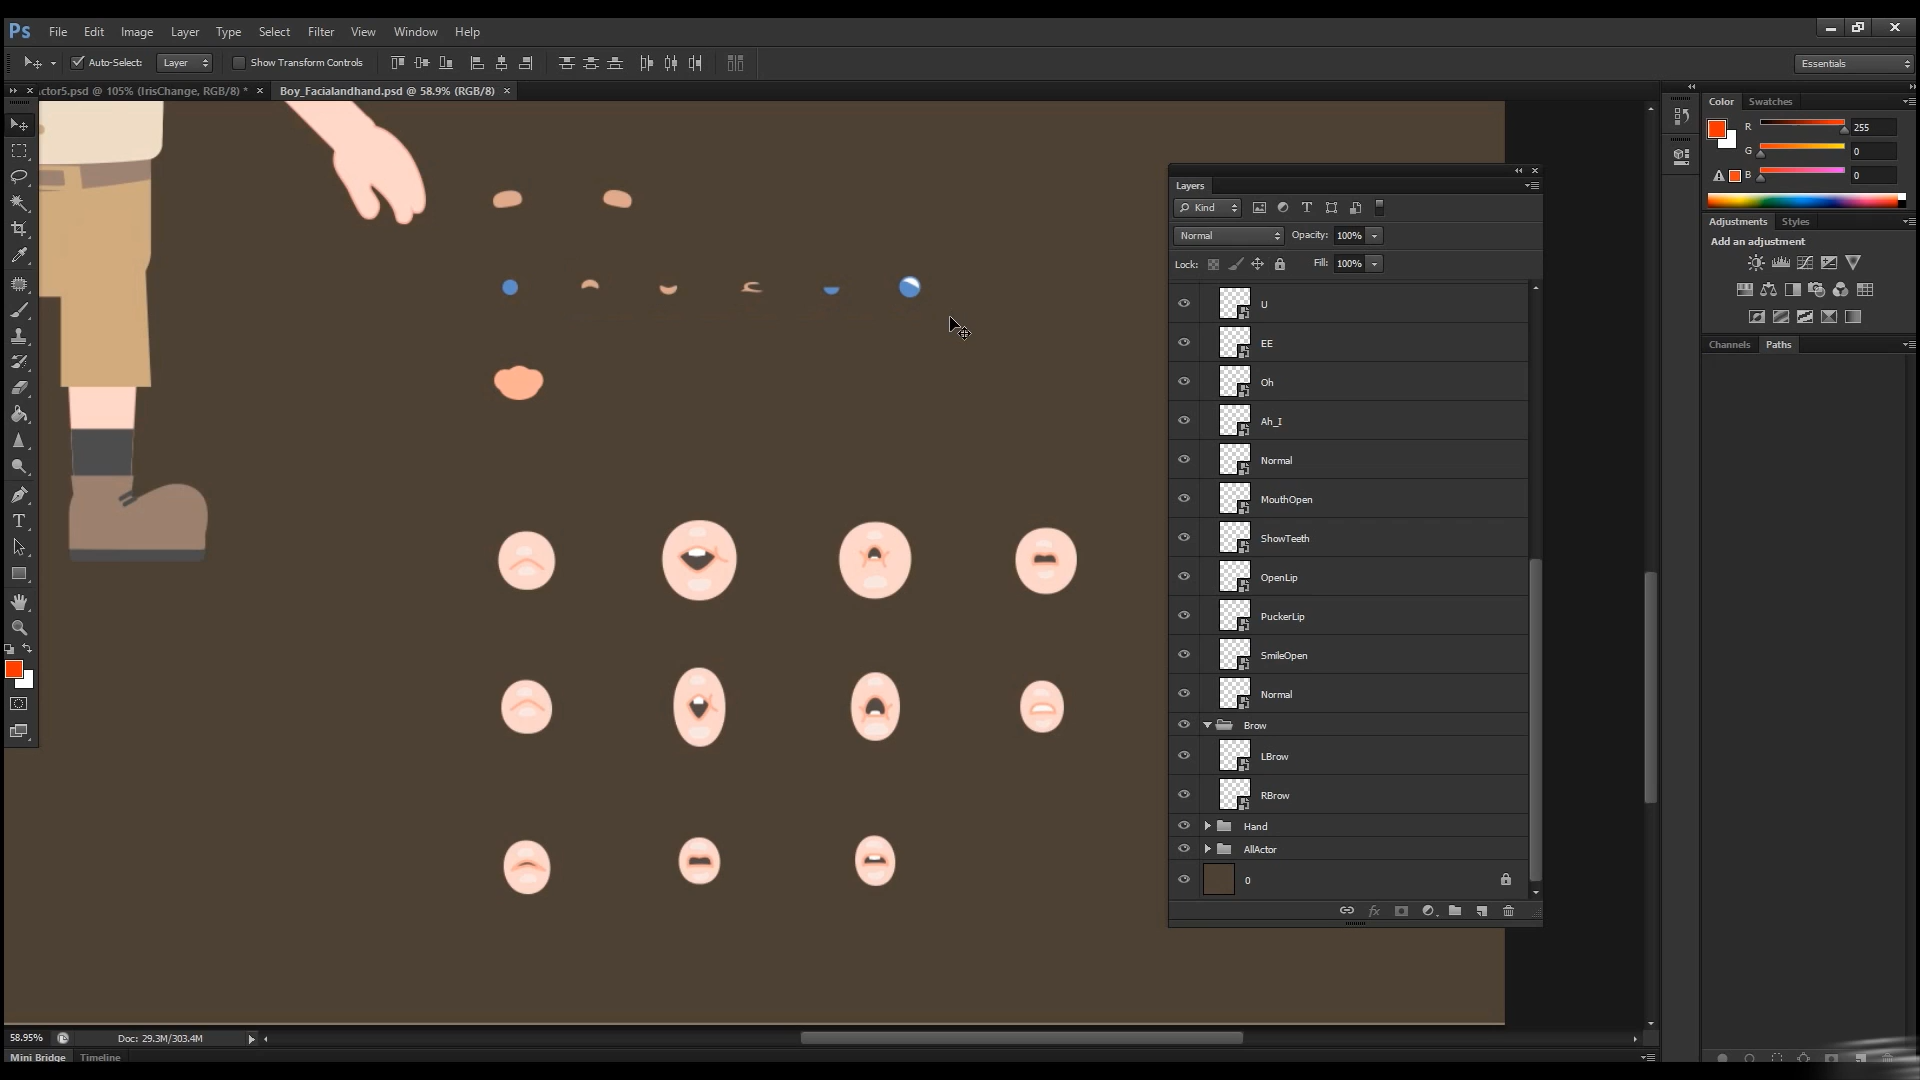 Ps File Edit Image Layer Type Select Filter View Window Help
Auto-Select: Layer Show Transform Controls Essentials
ctor5.psd @ 105% (IrisChange, RGB/8) * × Boy_Facialandhand.psd @ 58.9% (RGB/8) ×
Color Swatches
R 255
G 0
B 0
Adjustments Styles
Add an adjustment
Channels Paths
Layers
Kind
Normal Opacity: 100%
Lock: Fill: 100%
U
EE
Oh
Ah_I
Normal
MouthOpen
ShowTeeth
OpenLip
PuckerLip
SmileOpen
Normal
Brow
LBrow
RBrow
Hand
AllActor
0
58.95% Doc: 29.3M/303.4M
Mini Bridge Timeline